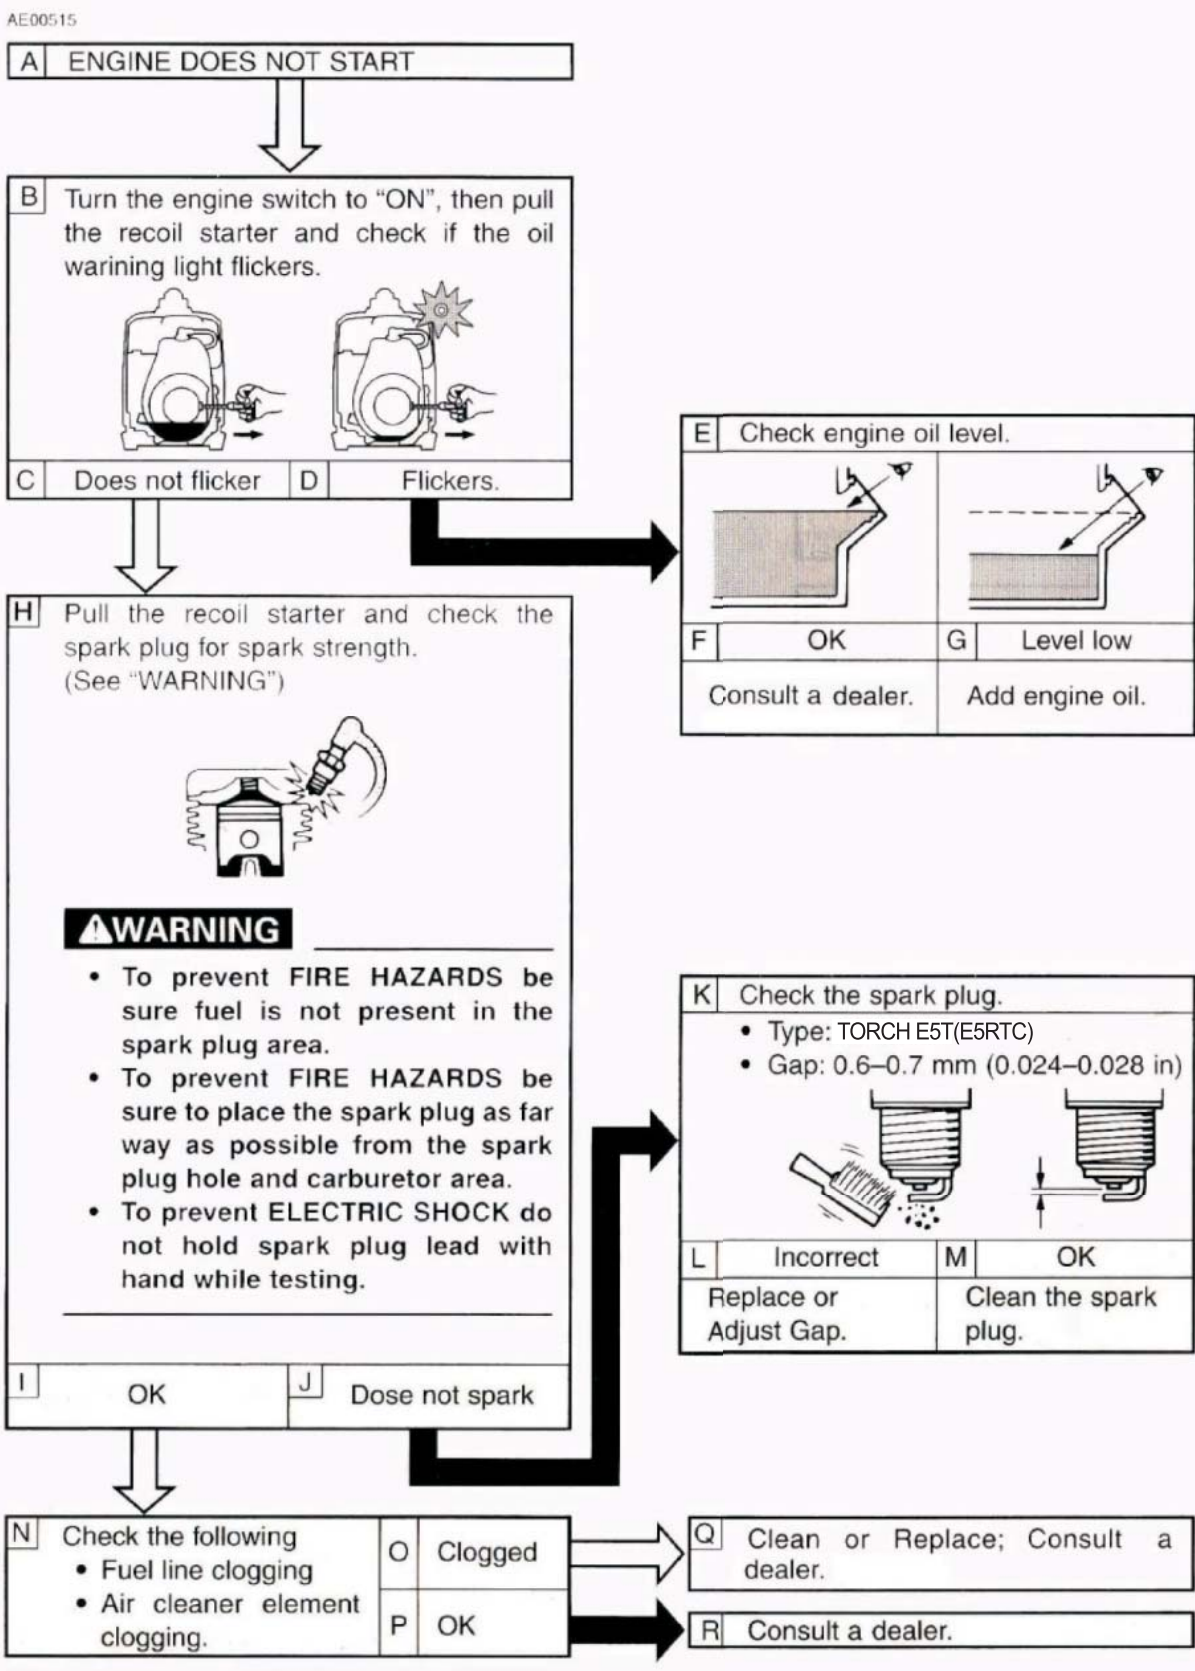 AE00515
A ENGINE DOES NOT START
B Turn the engine switch to “ON”, then pull
the recoil starter and check if the oil
warining light flickers.
C Does not flicker D Flickers.
E Check engine oil level.
F OK G Level low
Consult a dealer. Add engine oil.
H Pull the recoil starter and check the
spark plug for spark strength.
(See “WARNING”)
WARNING
• To prevent FIRE HAZARDS be
sure fuel is not present in the
spark plug area.
• To prevent FIRE HAZARDS be
sure to place the spark plug as far
way as possible from the spark
plug hole and carburetor area.
• To prevent ELECTRIC SHOCK do
not hold spark plug lead with
hand while testing.
I OK J Dose not spark
K Check the spark plug.
• Type: TORCH E5T(E5RTC)
• Gap: 0.6–0.7 mm (0.024–0.028 in)
L Incorrect M OK
Replace or Clean the spark
Adjust Gap. plug.
N Check the following
• Fuel line clogging
• Air cleaner element
clogging.
O Clogged
P OK
Q Clean or Replace; Consult a
dealer.
R Consult a dealer.